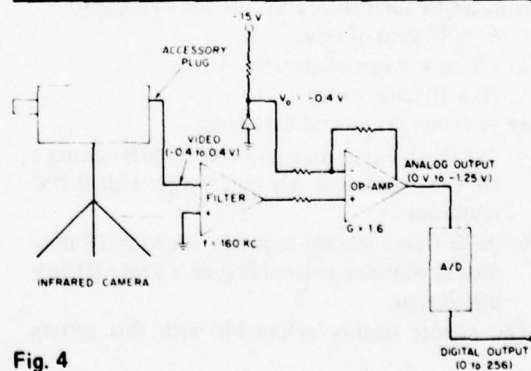 -15 V
ACCESSORY
PLUG
V₀ = -0.4 V
VIDEO
(-0.4 to 0.4 V)
FILTER
f = 160 KC
-
+
-
+
OP-AMP
G = 1.6
ANALOG OUTPUT
(0 V to -1.25 V)
INFRARED CAMERA
A/D
DIGITAL OUTPUT
(0 to 256)
Fig. 4